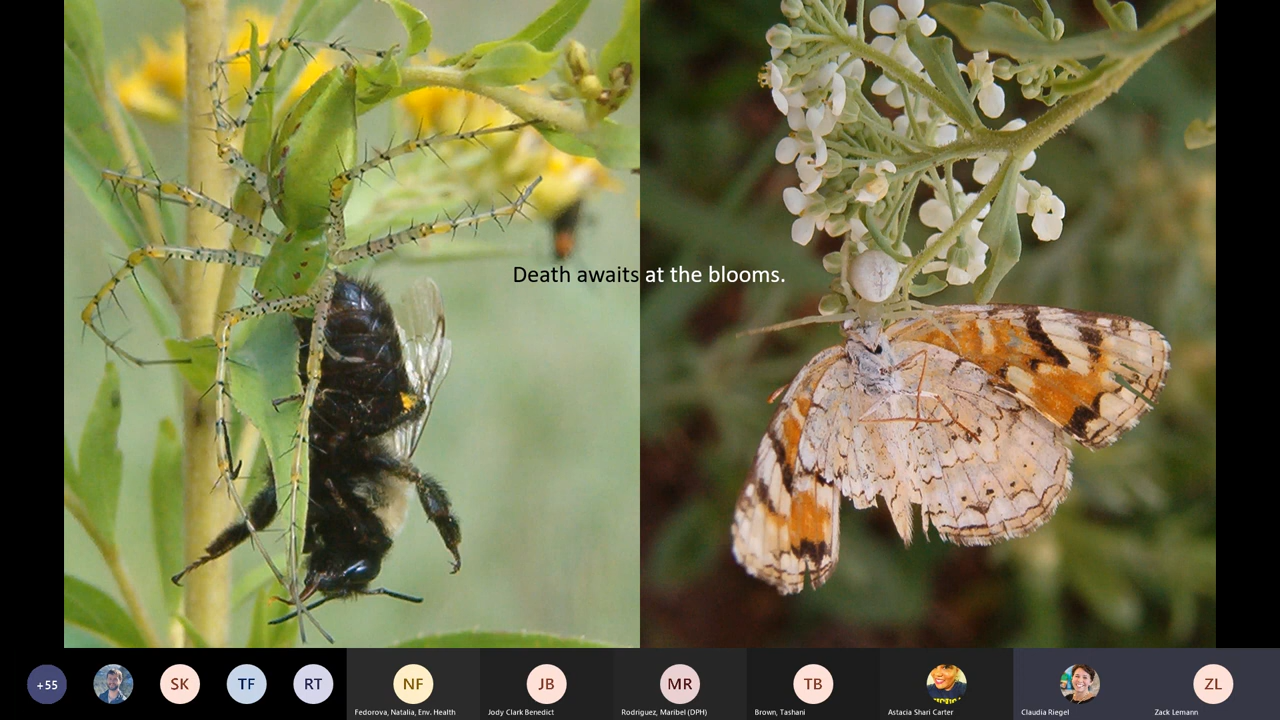 Death awaits at the blooms.
+55
SK
TF
RT
NF
JB
MR
TB
ZL
Fedorova, Natalia, Env. Health
Jody Clark Benedict
Rodriguez, Maribel (DPH)
Brown, Tashani
Astacia Shari Carter
Claudia Riegel
Zack Lemann